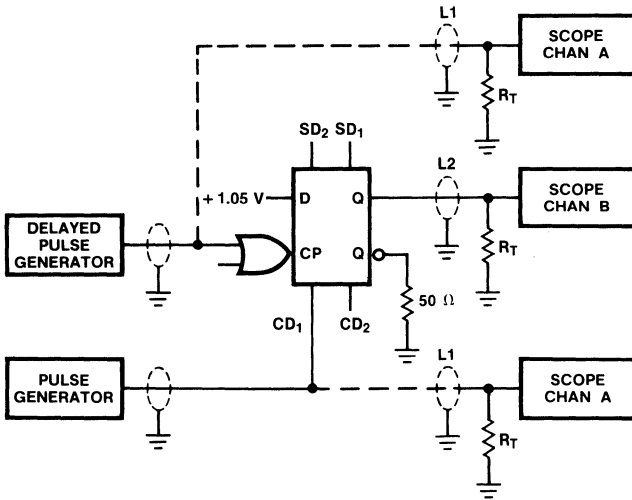 L1
SCOPE
CHAN A
RT
SD2 SD1
L2
+ 1.05 V
D
Q
SCOPE
CHAN B
DELAYED
PULSE
GENERATOR
CP
Q
RT
50 Ω
CD1
CD2
L1
PULSE
GENERATOR
SCOPE
CHAN A
RT